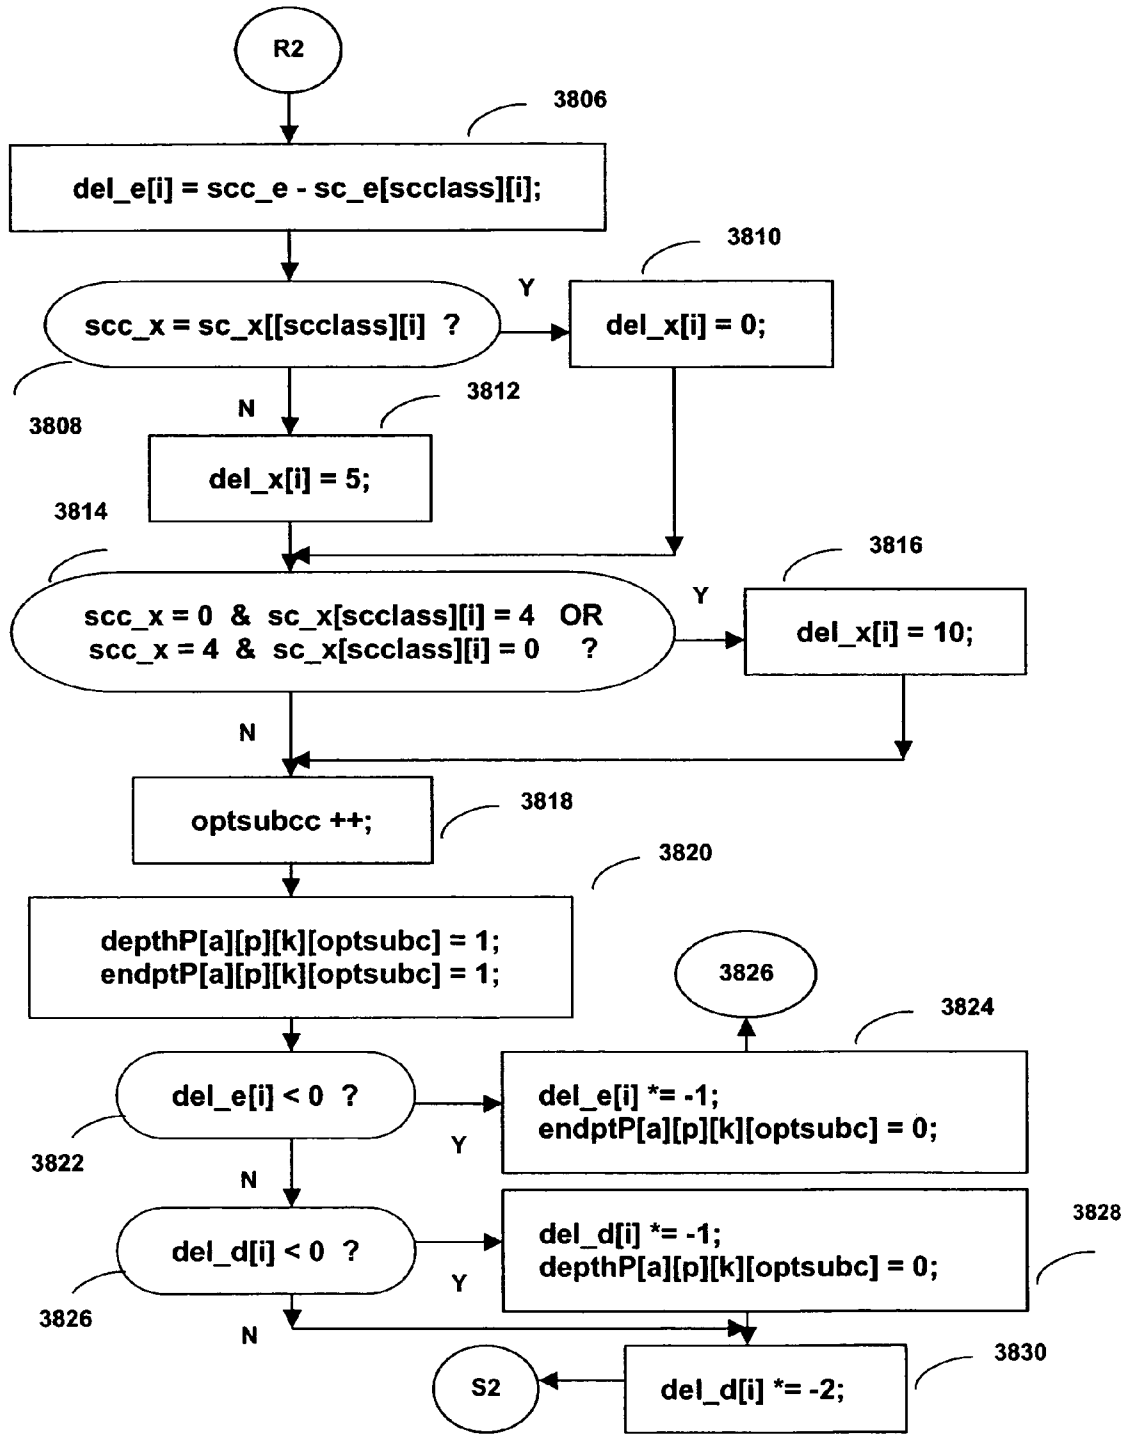 R2
3806
del_e[i] = scc_e - sc_e[scclass][i];
3810
Y
scc_x = sc_x[[scclass][i] ?
del_x[i] = 0;
3808
N
3812
del_x[i] = 5;
3814
3816
scc_x = 0 & sc_x[scclass][i] = 4 OR
scc_x = 4 & sc_x[scclass][i] = 0 ?
Y
del_x[i] = 10;
N
3818
optsubcc ++;
3820
depthP[a][p][k][optsubc] = 1;
endptP[a][p][k][optsubc] = 1;
3826
3824
del_e[i] < 0 ?
del_e[i] *= -1;
endptP[a][p][k][optsubc] = 0;
3822
Y
N
3828
del_d[i] < 0 ?
del_d[i] *= -1;
depthP[a][p][k][optsubc] = 0;
Y
3826
N
3830
S2
del_d[i] *= -2;